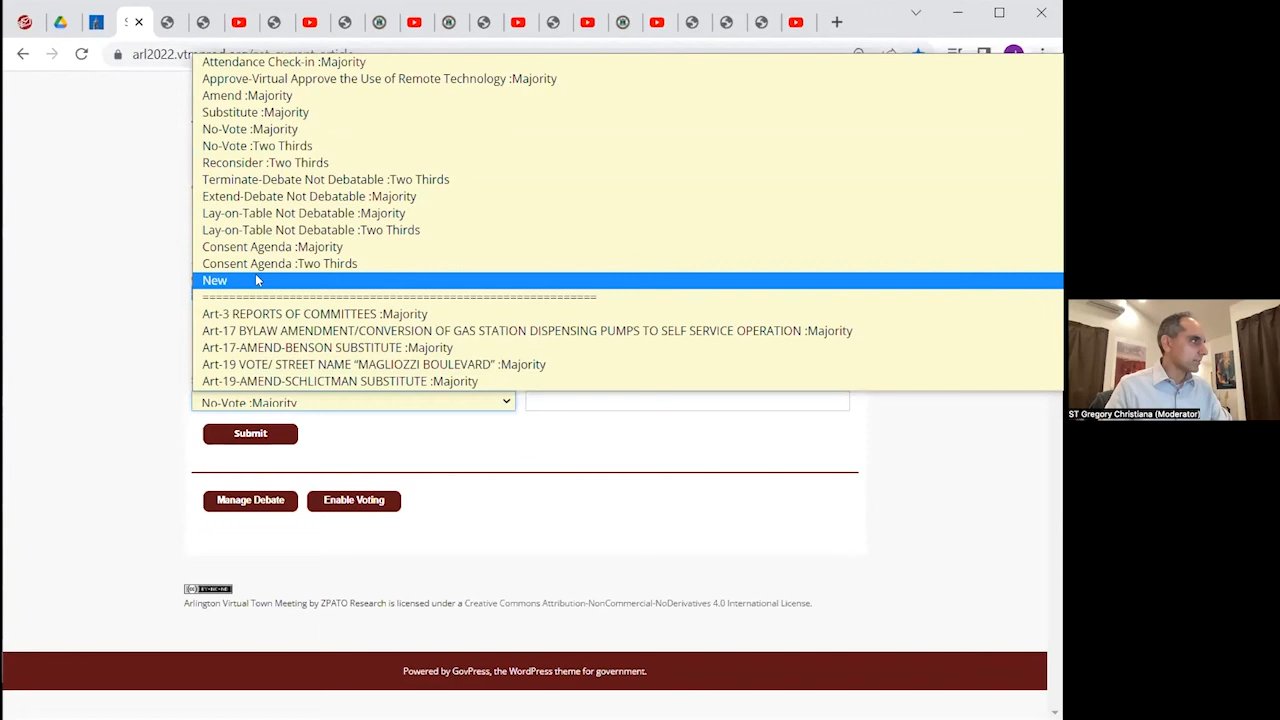 Attendance Check-in :Majority
Approve-Virtual Approve the Use of Remote Technology :Majority
Amend :Majority
Substitute :Majority
No-Vote :Majority
No-Vote :Two Thirds
Reconsider :Two Thirds
Terminate-Debate Not Debatable :Two Thirds
Extend-Debate Not Debatable :Majority
Lay-on-Table Not Debatable :Majority
Lay-on-Table Not Debatable :Two Thirds
Consent Agenda :Majority
Consent Agenda :Two Thirds
New
===========================================================
Art-3 REPORTS OF COMMITTEES :Majority
Art-17 BYLAW AMENDMENT/CONVERSION OF GAS STATION DISPENSING PUMPS TO SELF SERVICE OPERATION :Majority
Art-17-AMEND-BENSON SUBSTITUTE :Majority
Art-19 VOTE/ STREET NAME “MAGLIOZZI BOULEVARD” :Majority
Art-19-AMEND-SCHLICTMAN SUBSTITUTE :Majority
No-Vote :Majority
Submit
Manage Debate Enable Voting
Arlington Virtual Town Meeting by ZPATO Research is licensed under a Creative Commons Attribution-NonCommercial-NoDerivatives 4.0 International License.
Powered by GovPress, the WordPress theme for government.
ST Gregory Christiana (Moderator)